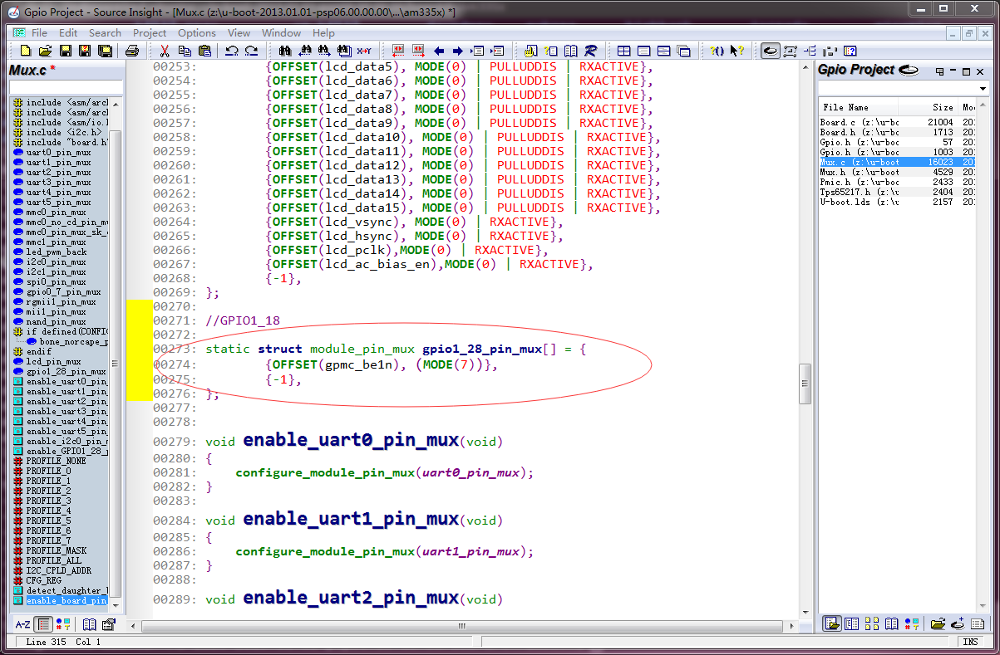 Gpio Project - Source Insight - [Mux.c (z:\u-boot-2013.01.01-psp06.00.00.00\...\am335x) *]
File Edit Search Project Options View Window Help
Mux.c *
include <asm/arc
include <asm/arc
include <asm/io.
include <i2c.h>
include "board.h
uart0_pin_mux
uart1_pin_mux
uart2_pin_mux
uart3_pin_mux
uart4_pin_mux
uart5_pin_mux
mmc0_pin_mux
mmc0_no_cd_pin_m
mmc0_pin_mux_sk_
mmc1_pin_mux
led_pwm_back
i2c0_pin_mux
i2c1_pin_mux
spi0_pin_mux
gpio0_7_pin_mux
rgmii1_pin_mux
mii1_pin_mux
nand_pin_mux
if defined(CONFI
bone_norcape_p
endif
lcd_pin_mux
gpio1_28_pin_mux
enable_uart0_pin_
enable_uart1_pin_
enable_uart2_pin_
enable_uart3_pin_
enable_uart4_pin_
enable_uart5_pin_
enable_i2c0_pin_
enable_GPIO1_28_
PROFILE_NONE
PROFILE_0
PROFILE_1
PROFILE_2
PROFILE_3
PROFILE_4
PROFILE_5
PROFILE_6
PROFILE_7
PROFILE_MASK
PROFILE_ALL
I2C_CPLD_ADDR
CFG_REG
detect_daughter_
enable_board_pin
A-Z
00253: {OFFSET(lcd_data5), MODE(0) | PULLUDDIS | RXACTIVE},
00254: {OFFSET(lcd_data6), MODE(0) | PULLUDDIS | RXACTIVE},
00255: {OFFSET(lcd_data7), MODE(0) | PULLUDDIS | RXACTIVE},
00256: {OFFSET(lcd_data8), MODE(0) | PULLUDDIS | RXACTIVE},
00257: {OFFSET(lcd_data9), MODE(0) | PULLUDDIS | RXACTIVE},
00258: {OFFSET(lcd_data10), MODE(0) | PULLUDDIS | RXACTIVE},
00259: {OFFSET(lcd_data11), MODE(0) | PULLUDDIS | RXACTIVE},
00260: {OFFSET(lcd_data12), MODE(0) | PULLUDDIS | RXACTIVE},
00261: {OFFSET(lcd_data13), MODE(0) | PULLUDDIS | RXACTIVE},
00262: {OFFSET(lcd_data14), MODE(0) | PULLUDDIS | RXACTIVE},
00263: {OFFSET(lcd_data15), MODE(0) | PULLUDDIS | RXACTIVE},
00264: {OFFSET(lcd_vsync), MODE(0) | RXACTIVE},
00265: {OFFSET(lcd_hsync), MODE(0) | RXACTIVE},
00266: {OFFSET(lcd_pclk),MODE(0) | RXACTIVE},
00267: {OFFSET(lcd_ac_bias_en),MODE(0) | RXACTIVE},
00268: {-1},
00269: };
00270:
00271: //GPIO1_18
00272:
00273: static struct module_pin_mux gpio1_28_pin_mux[] = {
00274: {OFFSET(gpmc_be1n), (MODE(7))},
00275: {-1},
00276: };
00277:
00278:
00279: void enable_uart0_pin_mux(void)
00280: {
00281: configure_module_pin_mux(uart0_pin_mux);
00282: }
00283:
00284: void enable_uart1_pin_mux(void)
00285: {
00286: configure_module_pin_mux(uart1_pin_mux);
00287: }
00288:
00289: void enable_uart2_pin_mux(void)
Gpio Project
File Name Size Mo
Board.c (z:\u-bo 21004 20
Board.h (z:\u-bo 1713 20
Gpio.h (z:\u-boo 57 20
Gpio.h (z:\u-boo 1003 20
Mux.c (z:\u-boot 16023 20
Mux.h (z:\u-boot 4529 20
Pmic.h (z:\u-boo 2433 20
Tps65217.h (z:\u 2404 20
U-boot.lds (z:\u 2157 20
Line 315 Col 1
INS